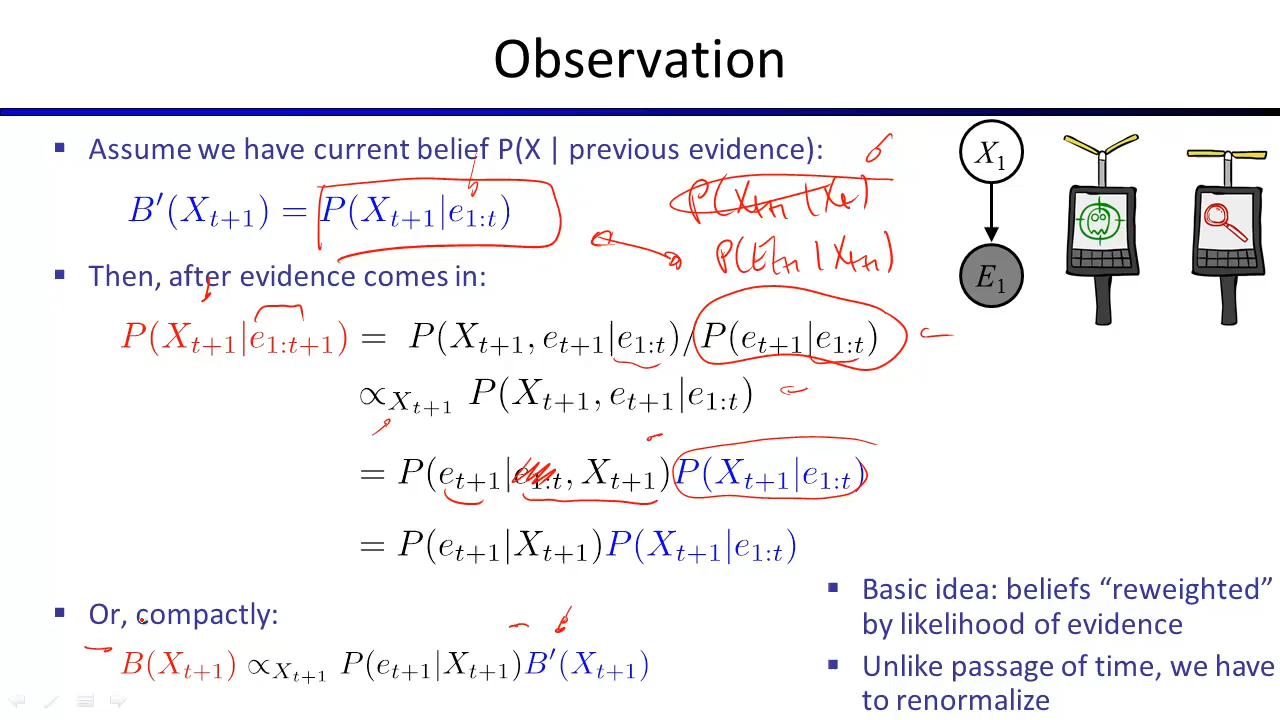 Observation
▪ Assume we have current belief P(X | previous evidence):
B′(X_{t+1}) = P(X_{t+1}|e_{1:t})
P(X_{t+1} | X_t)
P(E_{t+1} | X_{t+1})
▪ Then, after evidence comes in:
P(X_{t+1}|e_{1:t+1}) = P(X_{t+1}, e_{t+1}|e_{1:t})/P(e_{t+1}|e_{1:t})
∝_{X_{t+1}} P(X_{t+1}, e_{t+1}|e_{1:t})
= P(e_{t+1}|e_{1:t}, X_{t+1})P(X_{t+1}|e_{1:t})
= P(e_{t+1}|X_{t+1})P(X_{t+1}|e_{1:t})
▪ Or, compactly:
B(X_{t+1}) ∝_{X_{t+1}} P(e_{t+1}|X_{t+1})B′(X_{t+1})
X₁
E₁
▪ Basic idea: beliefs “reweighted” by likelihood of evidence
▪ Unlike passage of time, we have to renormalize